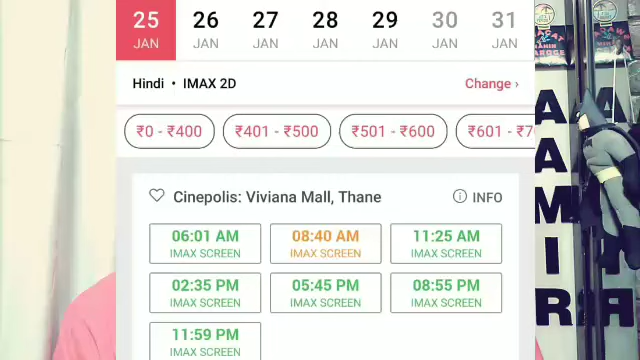 25 26 27 28 29 30 31
JAN JAN JAN JAN JAN JAN JAN
Hindi • IMAX 2D Change ›
₹0 - ₹400 ₹401 - ₹500 ₹501 - ₹600 ₹601 - ₹7
Cinepolis: Viviana Mall, Thane INFO
06:01 AM 08:40 AM 11:25 AM
IMAX SCREEN IMAX SCREEN IMAX SCREEN
02:35 PM 05:45 PM 08:55 PM
IMAX SCREEN IMAX SCREEN IMAX SCREEN
11:59 PM
IMAX SCREEN
AAMIR